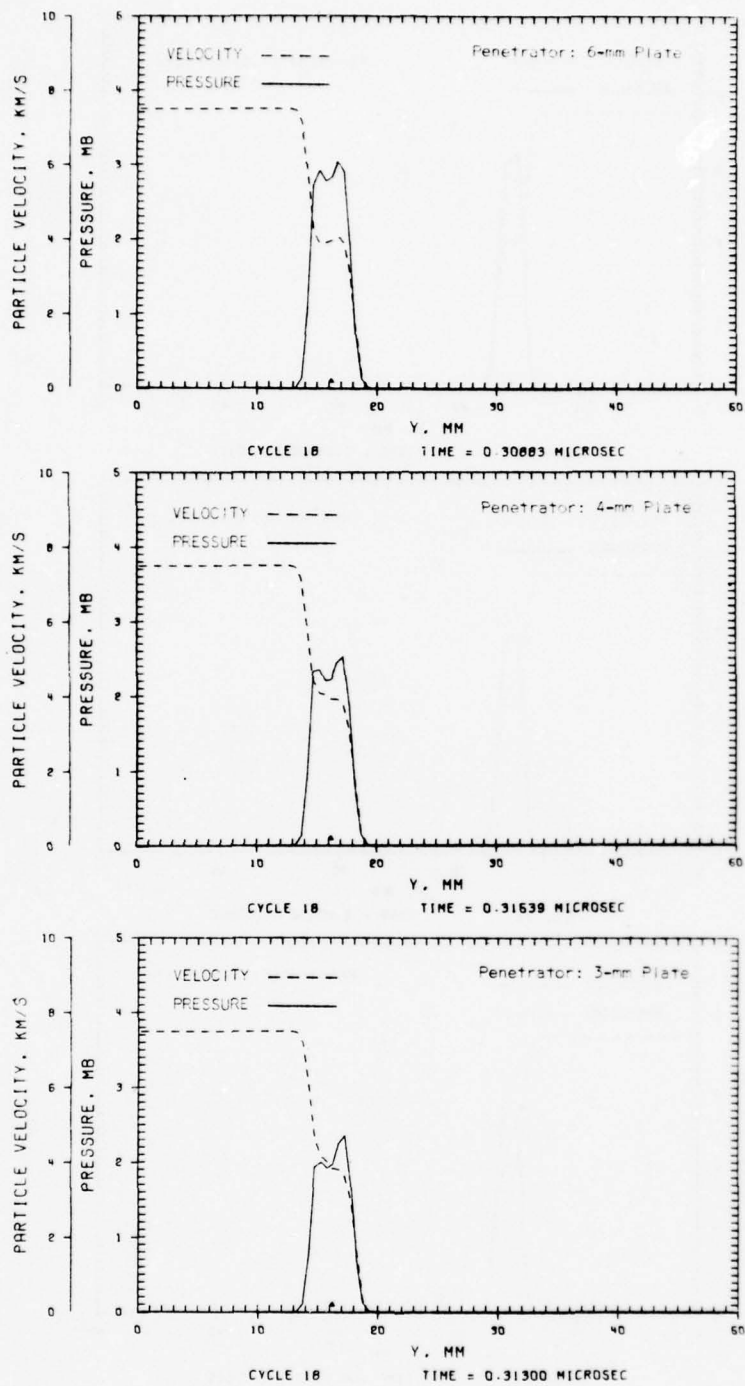 PARTICLE VELOCITY, KM/S
PRESSURE, MB
10
8
6
4
2
0
5
4
3
2
1
0
VELOCITY
PRESSURE
Penetrator: 6-mm Plate
0 10 20 30 40 50 60
Y, MM
CYCLE 18 TIME = 0.30883 MICROSEC
PARTICLE VELOCITY, KM/S
PRESSURE, MB
10
8
6
4
2
0
5
4
3
2
1
0
VELOCITY
PRESSURE
Penetrator: 4-mm Plate
0 10 20 30 40 50 60
Y, MM
CYCLE 18 TIME = 0.31539 MICROSEC
PARTICLE VELOCITY, KM/S
PRESSURE, MB
10
8
6
4
2
0
5
4
3
2
1
0
VELOCITY
PRESSURE
Penetrator: 3-mm Plate
0 10 20 30 40 50 60
Y, MM
CYCLE 18 TIME = 0.31300 MICROSEC